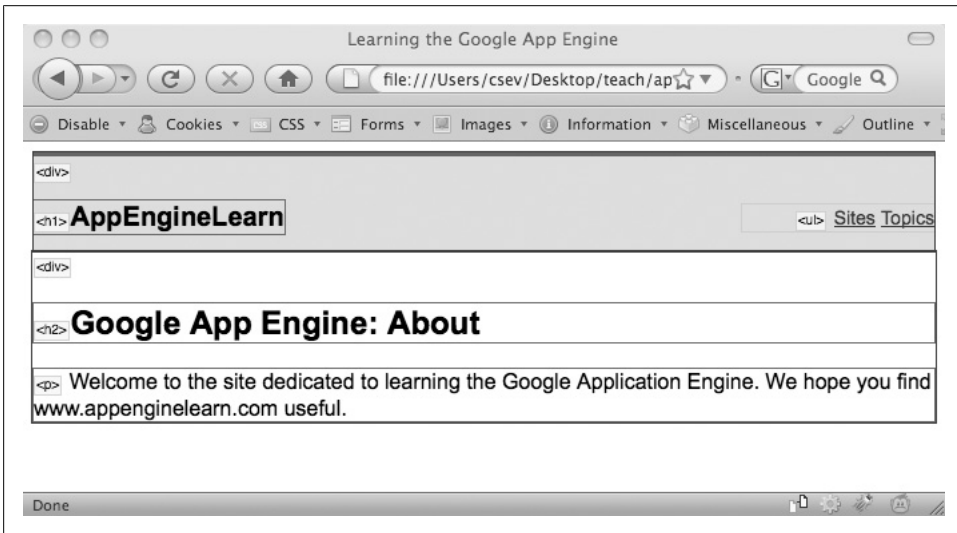 Learning the Google App Engine
file:///Users/csev/Desktop/teach/ap
G Google
Disable Cookies CSS Forms Images Information Miscellaneous Outline
<div>
<h1> AppEngineLearn <ul> Sites Topics
<div>
<h2> Google App Engine: About
<p> Welcome to the site dedicated to learning the Google Application Engine. We hope you find
www.appenginelearn.com useful.
Done